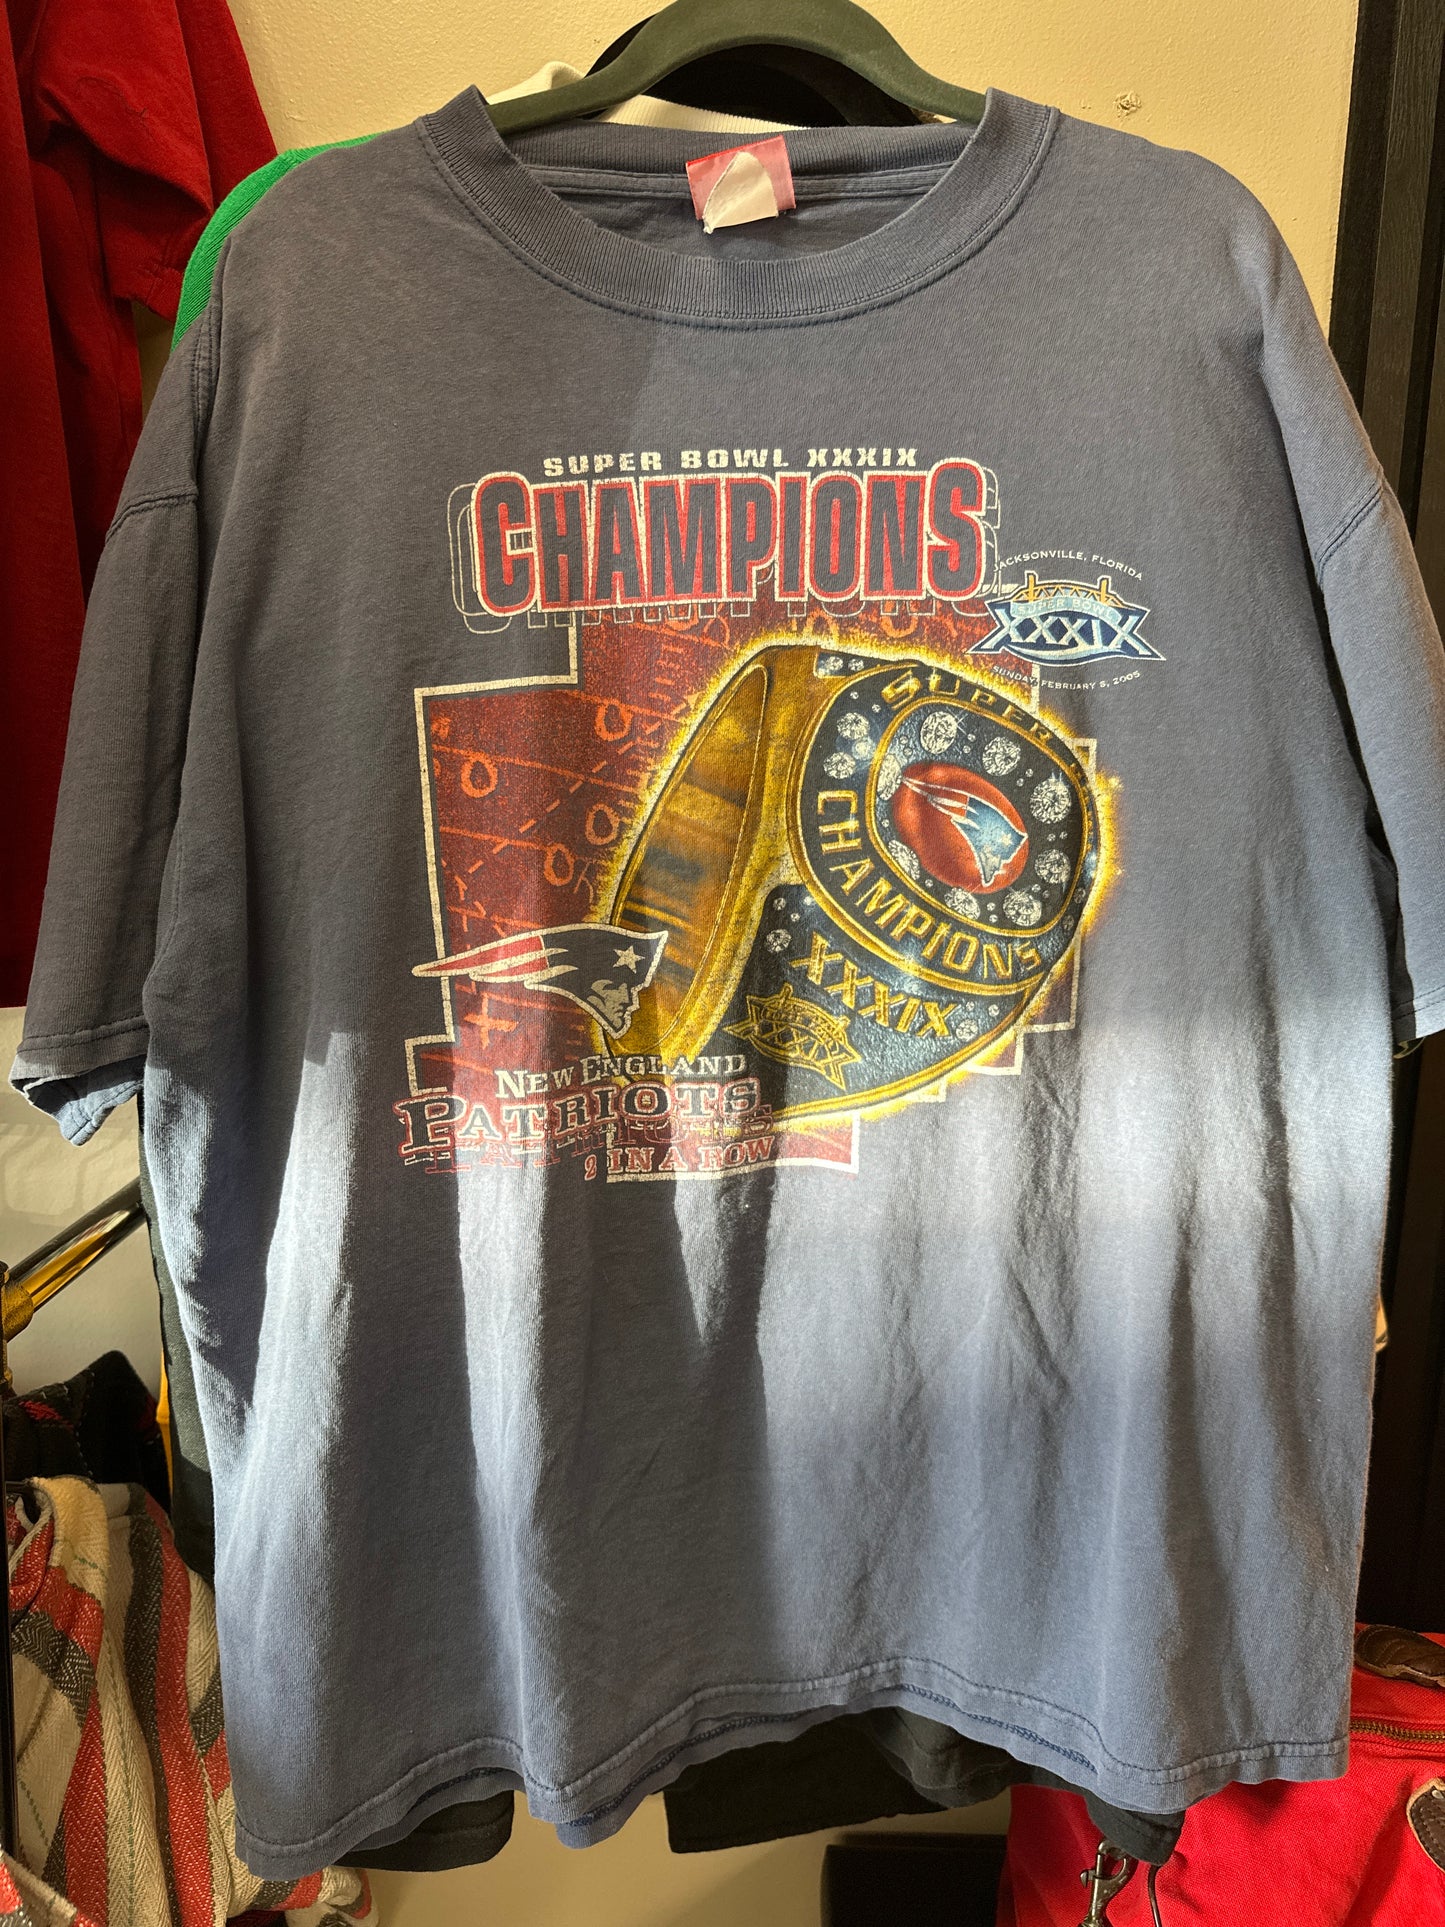 SUPER BOWL XXXIX
CHAMPIONS
JACKSONVILLE, FLORIDA
SUPER BOWL
XXXIX
SUNDAY, FEBRUARY 6, 2005
SUPER
CHAMPIONS
XXXIX
XXXIX
NEW ENGLAND
PATRIOTS
2 IN A ROW